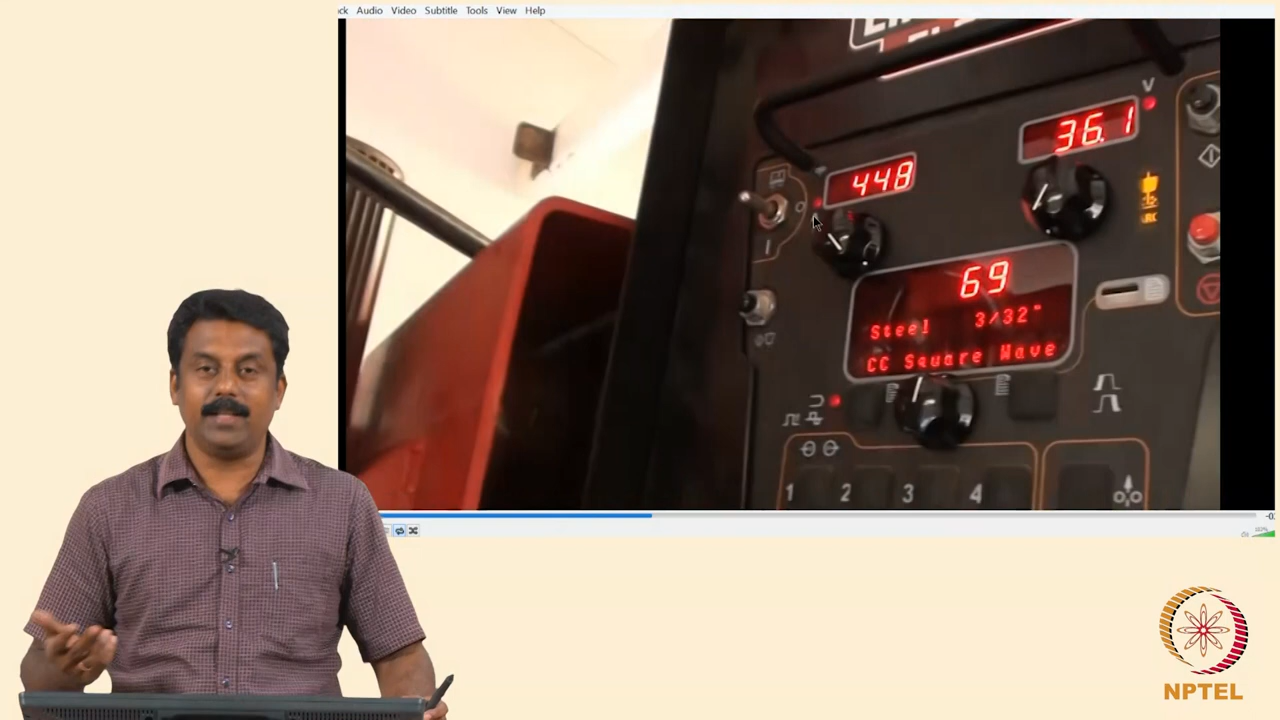 Audio Video Subtitle Tools View Help
V
36.1
448
69
Steel 3/32"
CC Square Wave
1 2 3 4
NPTEL